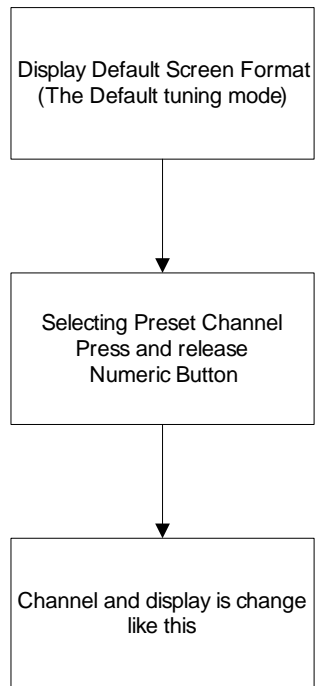 Display Default Screen Format
(The Default tuning mode)
Selecting Preset Channel
Press and release
Numeric Button
Channel and display is change
like this